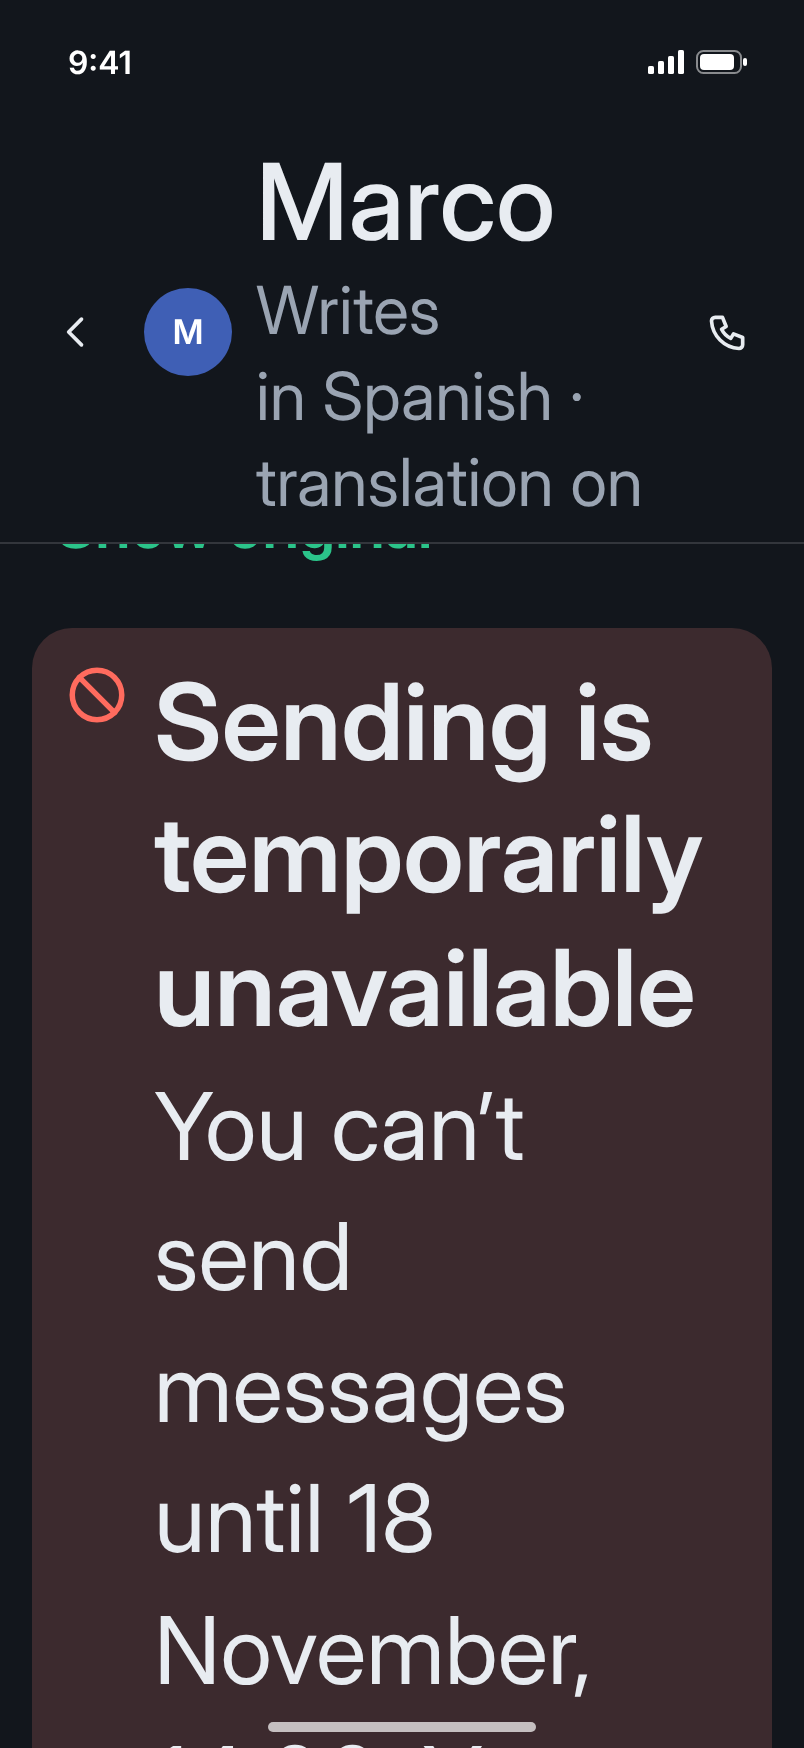 9:41
Marco
M
Writes
in Spanish ·
translation on
Sending is
temporarily
unavailable
You can’t
send
messages
until 18
November,